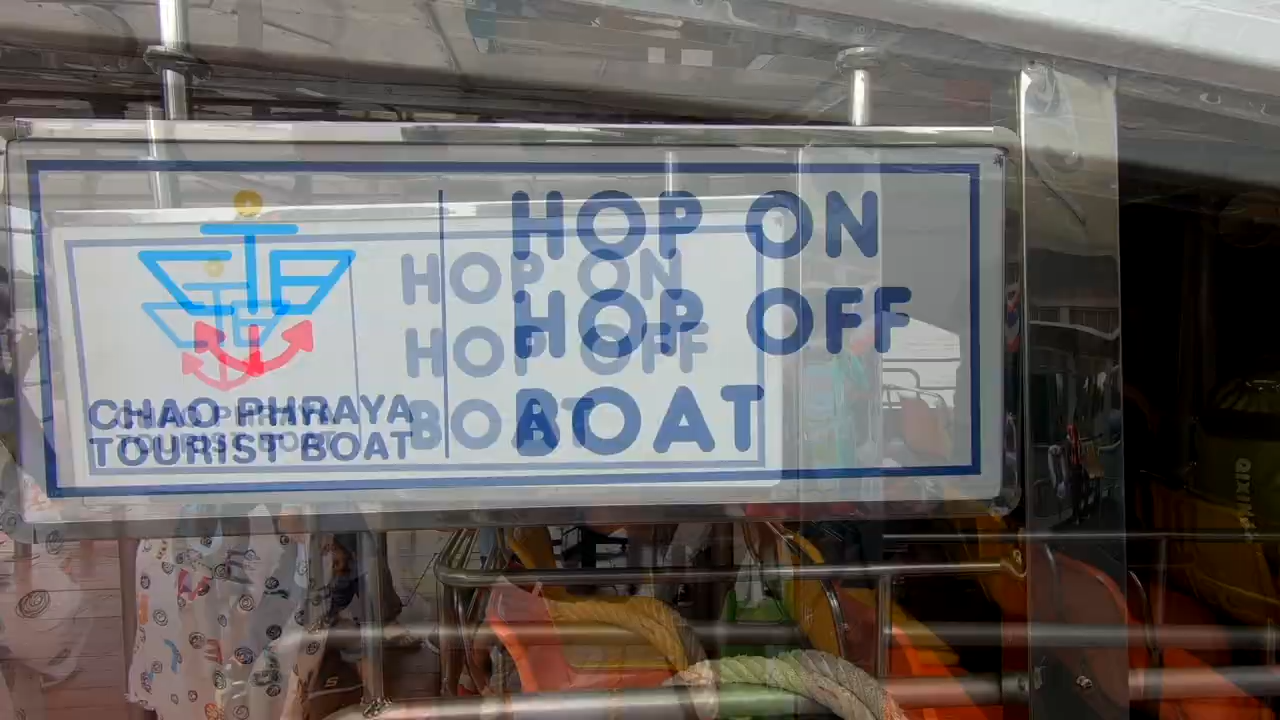 HOP ON
HOP OFF
BOAT
CHAO PHRAYA
TOURIST BOAT